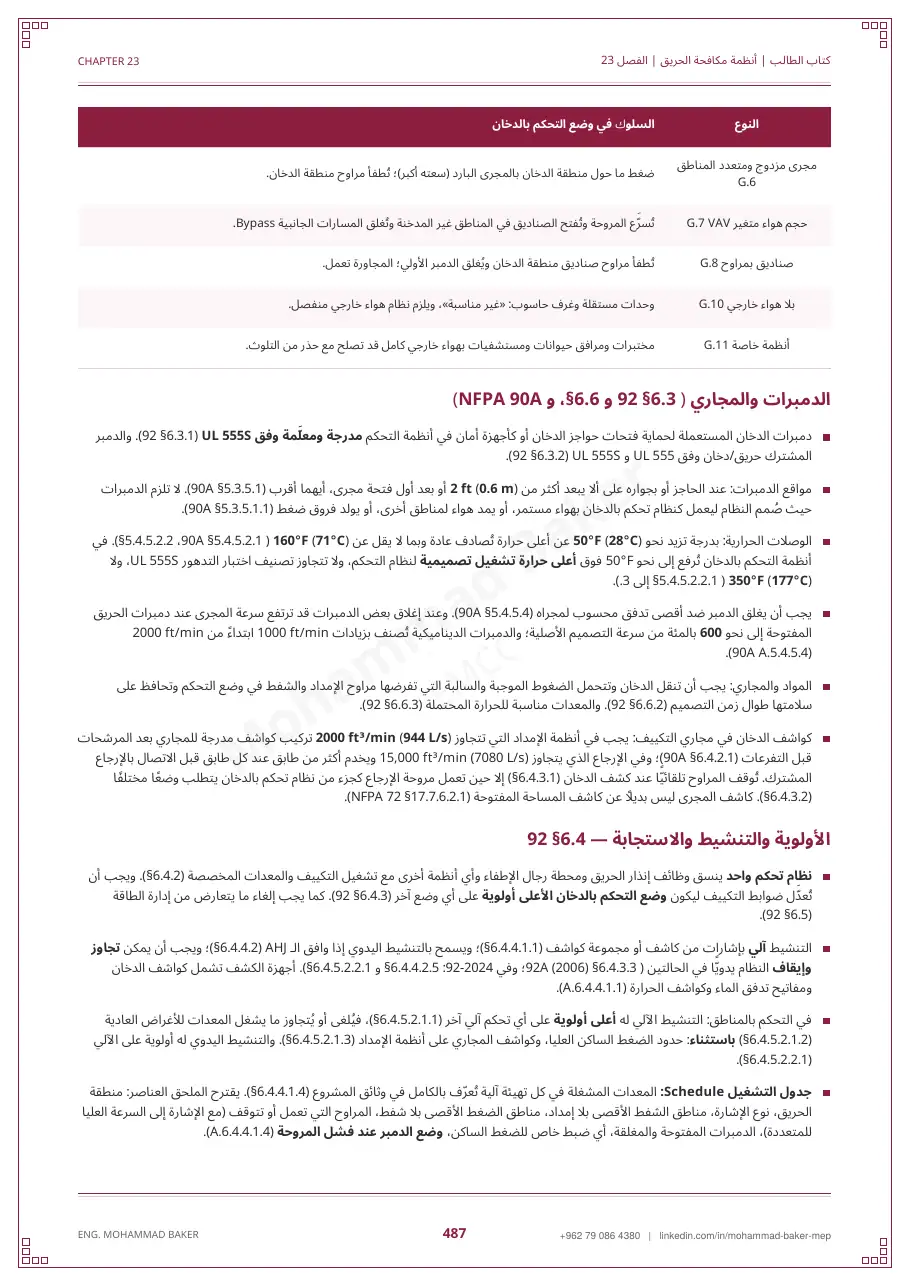 كتاب الطالب | أنظمة مكافحة الحريق | الفصل 23
CHAPTER 23
النوع السلوك في وضع التحكم بالدخان
مجرى مزدوج ومتعدد المناطق
G.6
ضغط ما حول منطقة الدخان بالمجرى البارد (سعته أكبر)؛ تُطفأ مراوح منطقة الدخان.
حجم هواء متغير G.7 VAV تُسرَّع المروحة وتُفتح الصناديق في المناطق غير المدخنة وتُغلق المسارات الجانبية Bypass.
صناديق بمراوح G.8 تُطفأ مراوح صناديق منطقة الدخان ويُغلق الدمبر الأولي؛ المجاورة تعمل.
بلا هواء خارجي G.10 وحدات مستقلة وغرف حاسوب: «غير مناسبة»، ويلزم نظام هواء خارجي منفصل.
أنظمة خاصة G.11 مختبرات ومرافق حيوانات ومستشفيات بهواء خارجي كامل قد تصلح مع حذر من التلوث.
الدمبرات والمجاري ( 92 §6.3 و 6.6§، و NFPA 90A)
دمبرات الدخان المستعملة لحماية فتحات حواجز الدخان أو كأجهزة أمان في أنظمة التحكم مدرجة ومعلَّمة وفق UL 555S (92 §6.3.1). والدمبر
المشترك حريق/دخان وفق UL 555 و UL 555S (92 §6.3.2).
مواقع الدمبرات: عند الحاجز أو بجواره على ألا يبعد أكثر من 2 ft (0.6 m) أو بعد أول فتحة مجرى، أيهما أقرب (90A §5.3.5.1). لا تلزم الدمبرات
حيث صُمم النظام ليعمل كنظام تحكم بالدخان بهواء مستمر، أو يمد هواء لمناطق أخرى، أو يولد فروق ضغط (90A §5.3.5.1.1).
الوصلات الحرارية: بدرجة تزيد نحو 50°F (28°C) عن أعلى حرارة تُصادف عادة وبما لا يقل عن 160°F (71°C) ( 90A §5.4.5.2.1، 5.4.5.2.2§). في
أنظمة التحكم بالدخان تُرفع إلى نحو 50°F فوق أعلى حرارة تشغيل تصميمية لنظام التحكم، ولا تتجاوز تصنيف اختبار التدهور UL 555S، ولا
350°F (177°C) ( 5.4.5.2.2.1§ إلى 3.).
يجب أن يغلق الدمبر ضد أقصى تدفق محسوب لمجراه (90A §5.4.5.4). وعند إغلاق بعض الدمبرات قد ترتفع سرعة المجرى عند دمبرات الحريق
المفتوحة إلى نحو 600 بالمئة من سرعة التصميم الأصلية؛ والدمبرات الديناميكية تُصنف بزيادات 1000 ft/min ابتداءً من 2000 ft/min
(90A A.5.4.5.4).
المواد والمجاري: يجب أن تنقل الدخان وتتحمل الضغوط الموجبة والسالبة التي تفرضها مراوح الإمداد والشفط في وضع التحكم وتحافظ على
سلامتها طوال زمن التصميم (92 §6.6.2). والمعدات مناسبة للحرارة المحتملة (92 §6.6.3).
كواشف الدخان في مجاري التكييف: يجب في أنظمة الإمداد التي تتجاوز 2000 ft³/min (944 L/s) تركيب كواشف مدرجة للمجاري بعد المرشحات
قبل التفرعات (90A §6.4.2.1)؛ وفي الإرجاع الذي يتجاوز 15,000 ft³/min (7080 L/s) ويخدم أكثر من طابق عند كل طابق قبل الاتصال بالإرجاع
المشترك. تُوقف المراوح تلقائيًّا عند كشف الدخان (6.4.3.1§) إلا حين تعمل مروحة الإرجاع كجزء من نظام تحكم بالدخان يتطلب وضعًا مختلفًا
(6.4.3.2§). كاشف المجرى ليس بديلًا عن كاشف المساحة المفتوحة (NFPA 72 §17.7.6.2.1).
الأولوية والتنشيط والاستجابة — 92 §6.4
نظام تحكم واحد ينسق وظائف إنذار الحريق ومحطة رجال الإطفاء وأي أنظمة أخرى مع تشغيل التكييف والمعدات المخصصة (6.4.2§). ويجب أن
تُعدَّل ضوابط التكييف ليكون وضع التحكم بالدخان الأعلى أولوية على أي وضع آخر (92 §6.4.3). كما يجب إلغاء ما يتعارض من إدارة الطاقة
(92 §6.5).
التنشيط آلي بإشارات من كاشف أو مجموعة كواشف (6.4.4.1.1§)؛ ويسمح بالتنشيط اليدوي إذا وافق الـ AHJ (6.4.4.2§)؛ ويجب أن يمكن تجاوز
وإيقاف النظام يدويًّا في الحالتين ( 92A (2006) §6.4.3.3؛ وفي 92-2024: 6.4.4.2.5§ و 6.4.5.2.2.1§). أجهزة الكشف تشمل كواشف الدخان
ومفاتيح تدفق الماء وكواشف الحرارة (A.6.4.4.1.1).
في التحكم بالمناطق: التنشيط الآلي له أعلى أولوية على أي تحكم آلي آخر (6.4.5.2.1.1§)، فيُلغى أو يُتجاوز ما يشغل المعدات للأغراض العادية
(6.4.5.2.1.2§) باستثناء: حدود الضغط الساكن العليا، وكواشف المجاري على أنظمة الإمداد (6.4.5.2.1.3§). والتنشيط اليدوي له أولوية على الآلي
(6.4.5.2.2.1§).
جدول التشغيل Schedule: المعدات المشغلة في كل تهيئة آلية تُعرّف بالكامل في وثائق المشروع (6.4.4.1.4§). يقترح الملحق العناصر: منطقة
الحريق، نوع الإشارة، مناطق الشفط الأقصى بلا إمداد، مناطق الضغط الأقصى بلا شفط، المراوح التي تعمل أو تتوقف (مع الإشارة إلى السرعة العليا
للمتعددة)، الدمبرات المفتوحة والمغلقة، أي ضبط خاص للضغط الساكن، وضع الدمبر عند فشل المروحة (A.6.4.4.1.4).
Mohammad Baker
MCC
ENG. MOHAMMAD BAKER
487
+962 79 086 4380 | linkedin.com/in/mohammad-baker-mep